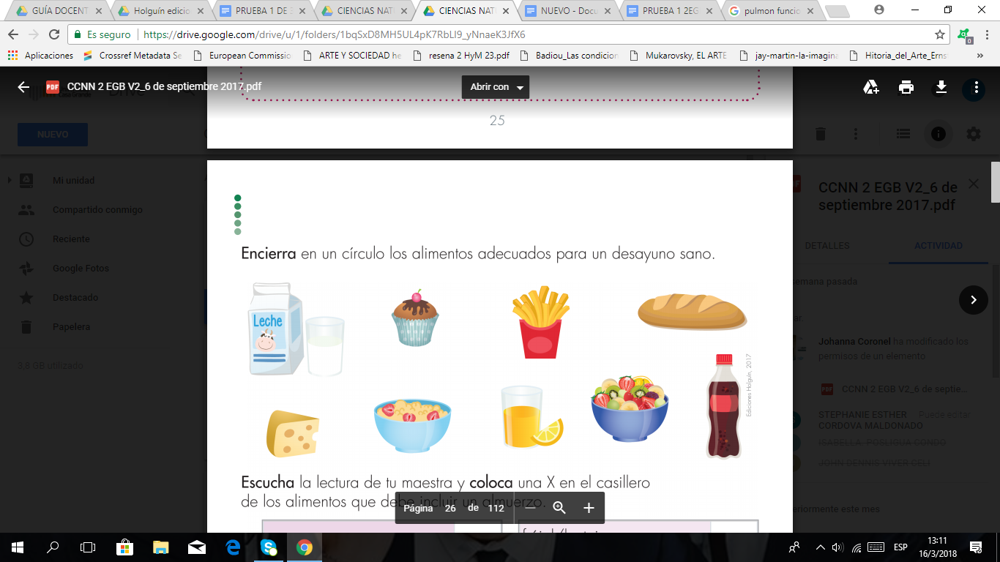 GUÍA DOCENT
Holguín edicio
PRUEBA 1 DE
CIENCIAS NAT
CIENCIAS NAT
NUEVO - Docu
PRUEBA 1 2EG
pulmon funcio
Es seguro
https://drive.google.com/drive/u/1/folders/1bqSxD8MH5UL4pK7RbLI9_yNnaeK3JfX6
0
Aplicaciones
Crossref Metadata Se
European Commissio
ARTE Y SOCIEDAD he
resena 2 HyM 23.pdf
Badiou_Las condicion
Mukarovsky, EL ARTE
jay-martin-la-imagina
Hitoria_del_Arte_Erns
»
PDF
CCNN 2 EGB V2_6 de septiembre 2017.pdf
Abrir con
25
NUEVO
Mi unidad
Compartido conmigo
Reciente
Google Fotos
Destacado
Papelera
3,8 GB utilizado
CCNN 2 EGB V2_6 de
septiembre 2017.pdf
DETALLES
ACTIVIDAD
semana pasada
Johanna Coronel ha modificado los
permisos de un elemento
PDF
CCNN 2 EGB V2_6 de septie...
STEPHANIE ESTHER
CORDOVA MALDONADO
Puede editar
ISABELLA POSLIGUA CONDO
JOHN DENNIS VIVER CELI
eriormente este mes
Encierra en un círculo los alimentos adecuados para un desayuno sano.
Leche
Ediciones Holguín, 2017
Escucha la lectura de tu maestra y coloca una X en el casillero
de los alimentos que debe incluir un almuerzo.
Página 26 de 112
ESP
13:11
16/3/2018